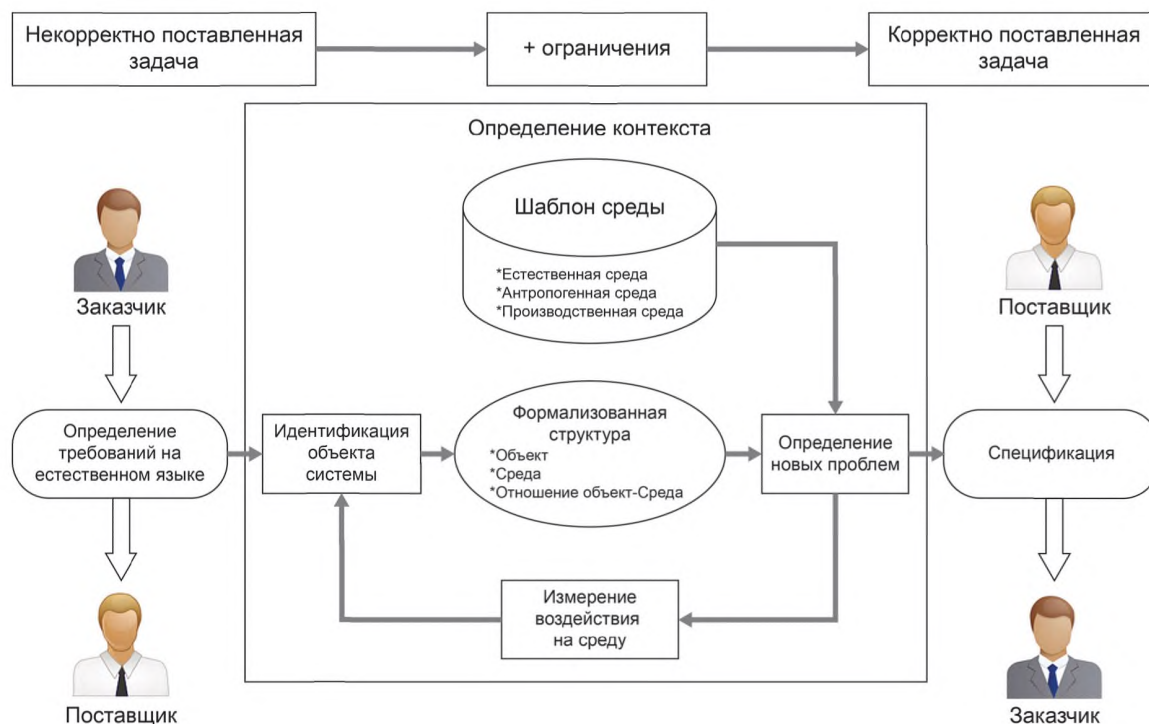 Некорректно поставленная
задача
+ ограничения
Корректно поставленная
задача
Определение контекста
Шаблон среды
*Естественная среда
*Антропогенная среда
*Производственная среда
Заказчик
Поставщик
Определение
требований на
естественном языке
Идентификация
объекта
системы
Формализованная
структура
*Объект
*Среда
*Отношение объект-Среда
Определение
новых проблем
Спецификация
Измерение
воздействия
на среду
Поставщик
Заказчик